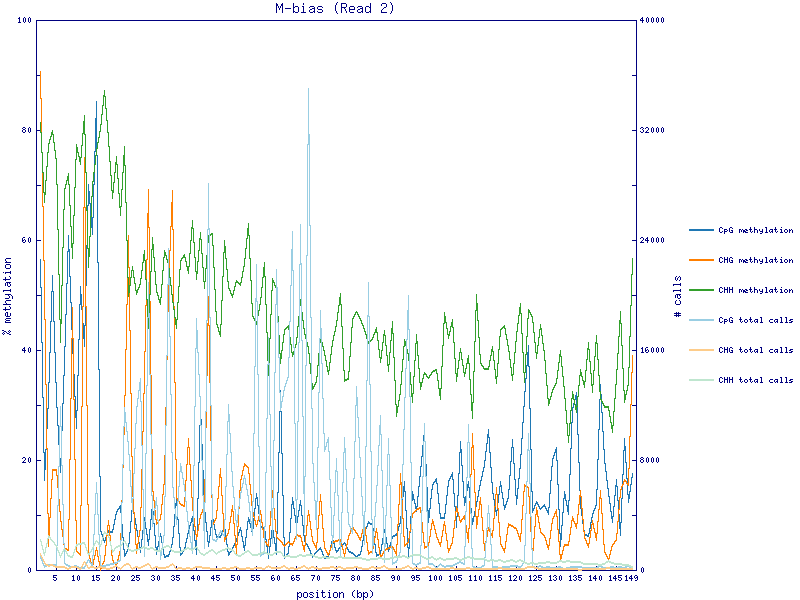 M-bias (Read 2)
100
80
60
40
20
0
% methylation
40000
32000
24000
16000
8000
0
# calls
CpG methylation
CHG methylation
CHH methylation
CpG total calls
CHG total calls
CHH total calls
5 10 15 20 25 30 35 40 45 50 55 60 65 70 75 80 85 90 95 100 105 110 115 120 125 130 135 140 145 149
position (bp)